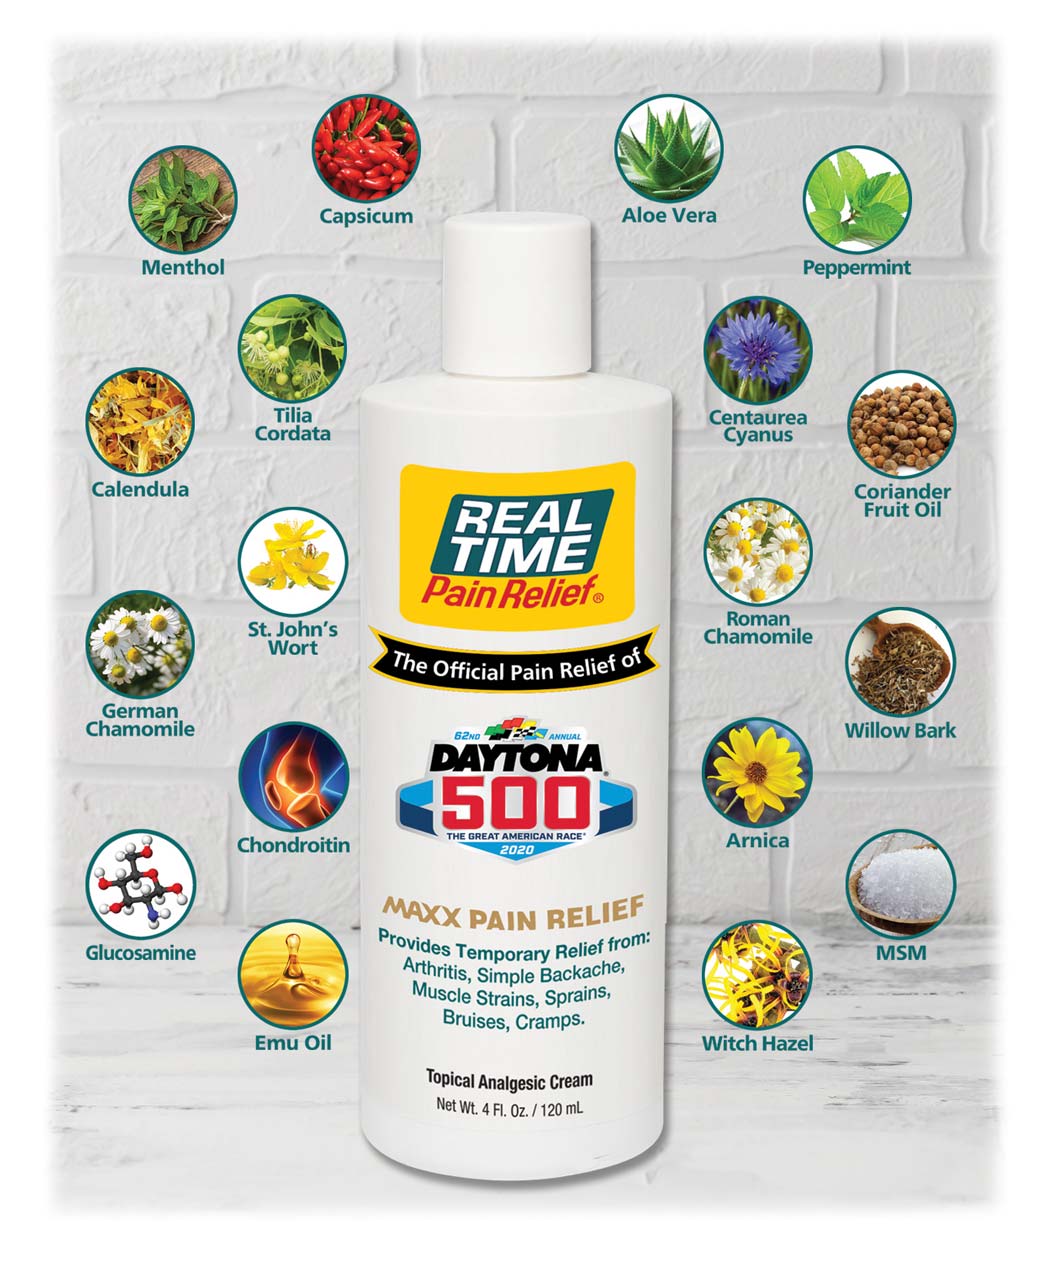 Capsicum
Aloe Vera
Menthol
Peppermint
Tilia
Cordata
Centaurea
Cyanus
Calendula
Coriander
Fruit Oil
REAL
TIME
Pain Relief®
St. John's
Wort
Roman
Chamomile
The Official Pain Relief of
German
Chamomile
Willow Bark
62ND ANNUAL
DAYTONA®
500
THE GREAT AMERICAN RACE®
2020
Chondroitin
Arnica
MAXX PAIN RELIEF
Provides Temporary Relief from:
Arthritis, Simple Backache,
Muscle Strains, Sprains,
Bruises, Cramps.
Glucosamine
MSM
Emu Oil
Witch Hazel
Topical Analgesic Cream
Net Wt. 4 Fl. Oz. / 120 mL